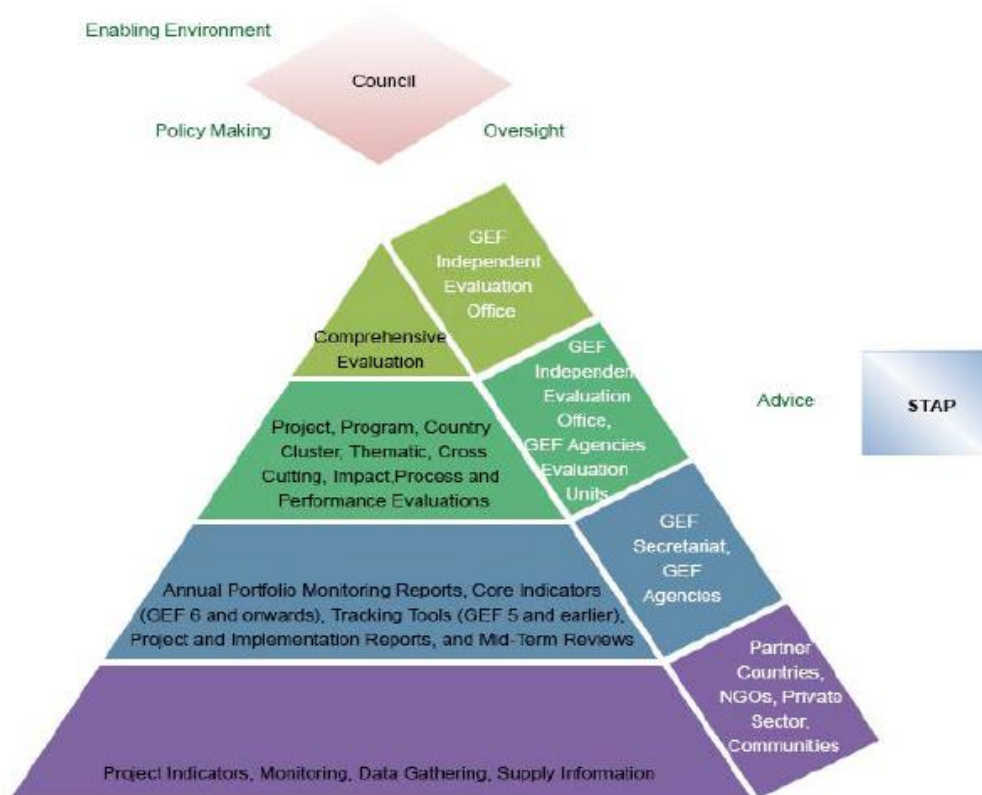 Enabling Environment
Council
Policy Making
Oversight
GEF
Independent
Evaluation
Office
Comprehensive
Evaluation
GEF
Independent
Evaluation
Office,
GEF Agencies
Evaluation
Units
Advice
STAP
Project, Program, Country
Cluster, Thematic, Cross
Cutting, Impact,Process and
Performance Evaluations
GEF
Secretariat,
GEF
Agencies
Annual Portfolio Monitoring Reports, Core Indicators
(GEF 6 and onwards), Tracking Tools (GEF 5 and earlier),
Project and Implementation Reports, and Mid-Term Reviews
Partner
Countries,
NGOs, Private
Sector,
Communities
Project Indicators, Monitoring, Data Gathering, Supply Information